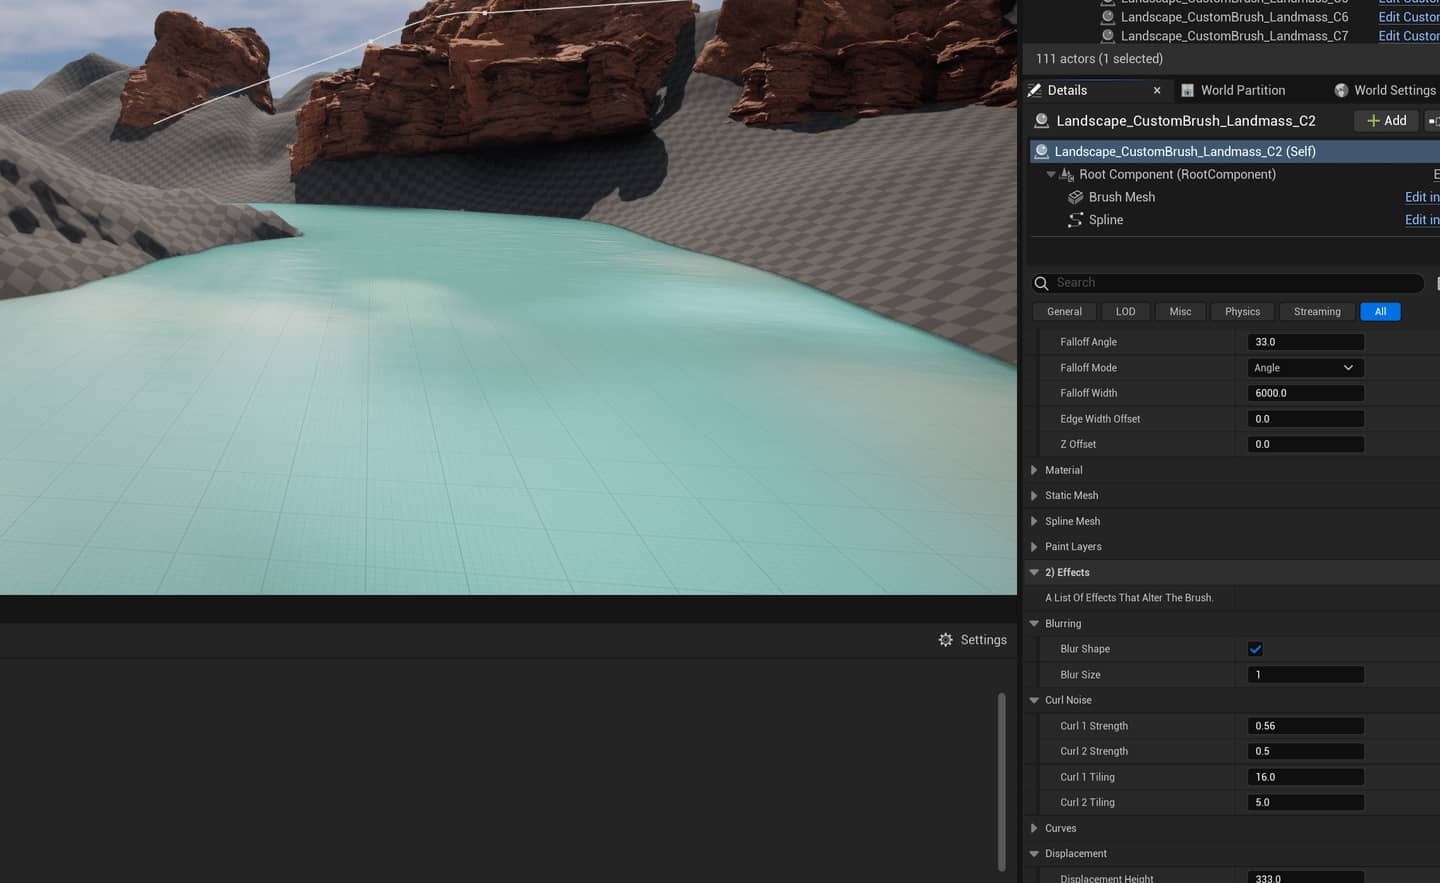 Landscape_CustomBrush_Landmass_C6 Edit Custor
Landscape_CustomBrush_Landmass_C7 Edit Custor
111 actors (1 selected)
Details World Partition World Settings
Landscape_CustomBrush_Landmass_C2 Add
Landscape_CustomBrush_Landmass_C2 (Self)
Root Component (RootComponent) E
Brush Mesh Edit in
Spline Edit in
Search
General LOD Misc Physics Streaming All
Falloff Angle 33.0
Falloff Mode Angle
Falloff Width 6000.0
Edge Width Offset 0.0
Z Offset 0.0
Material
Static Mesh
Spline Mesh
Paint Layers
2) Effects
A List Of Effects That Alter The Brush.
Blurring
Settings
Blur Shape
Blur Size 1
Curl Noise
Curl 1 Strength 0.56
Curl 2 Strength 0.5
Curl 1 Tiling 16.0
Curl 2 Tiling 5.0
Curves
Displacement
Displacement Height 333.0